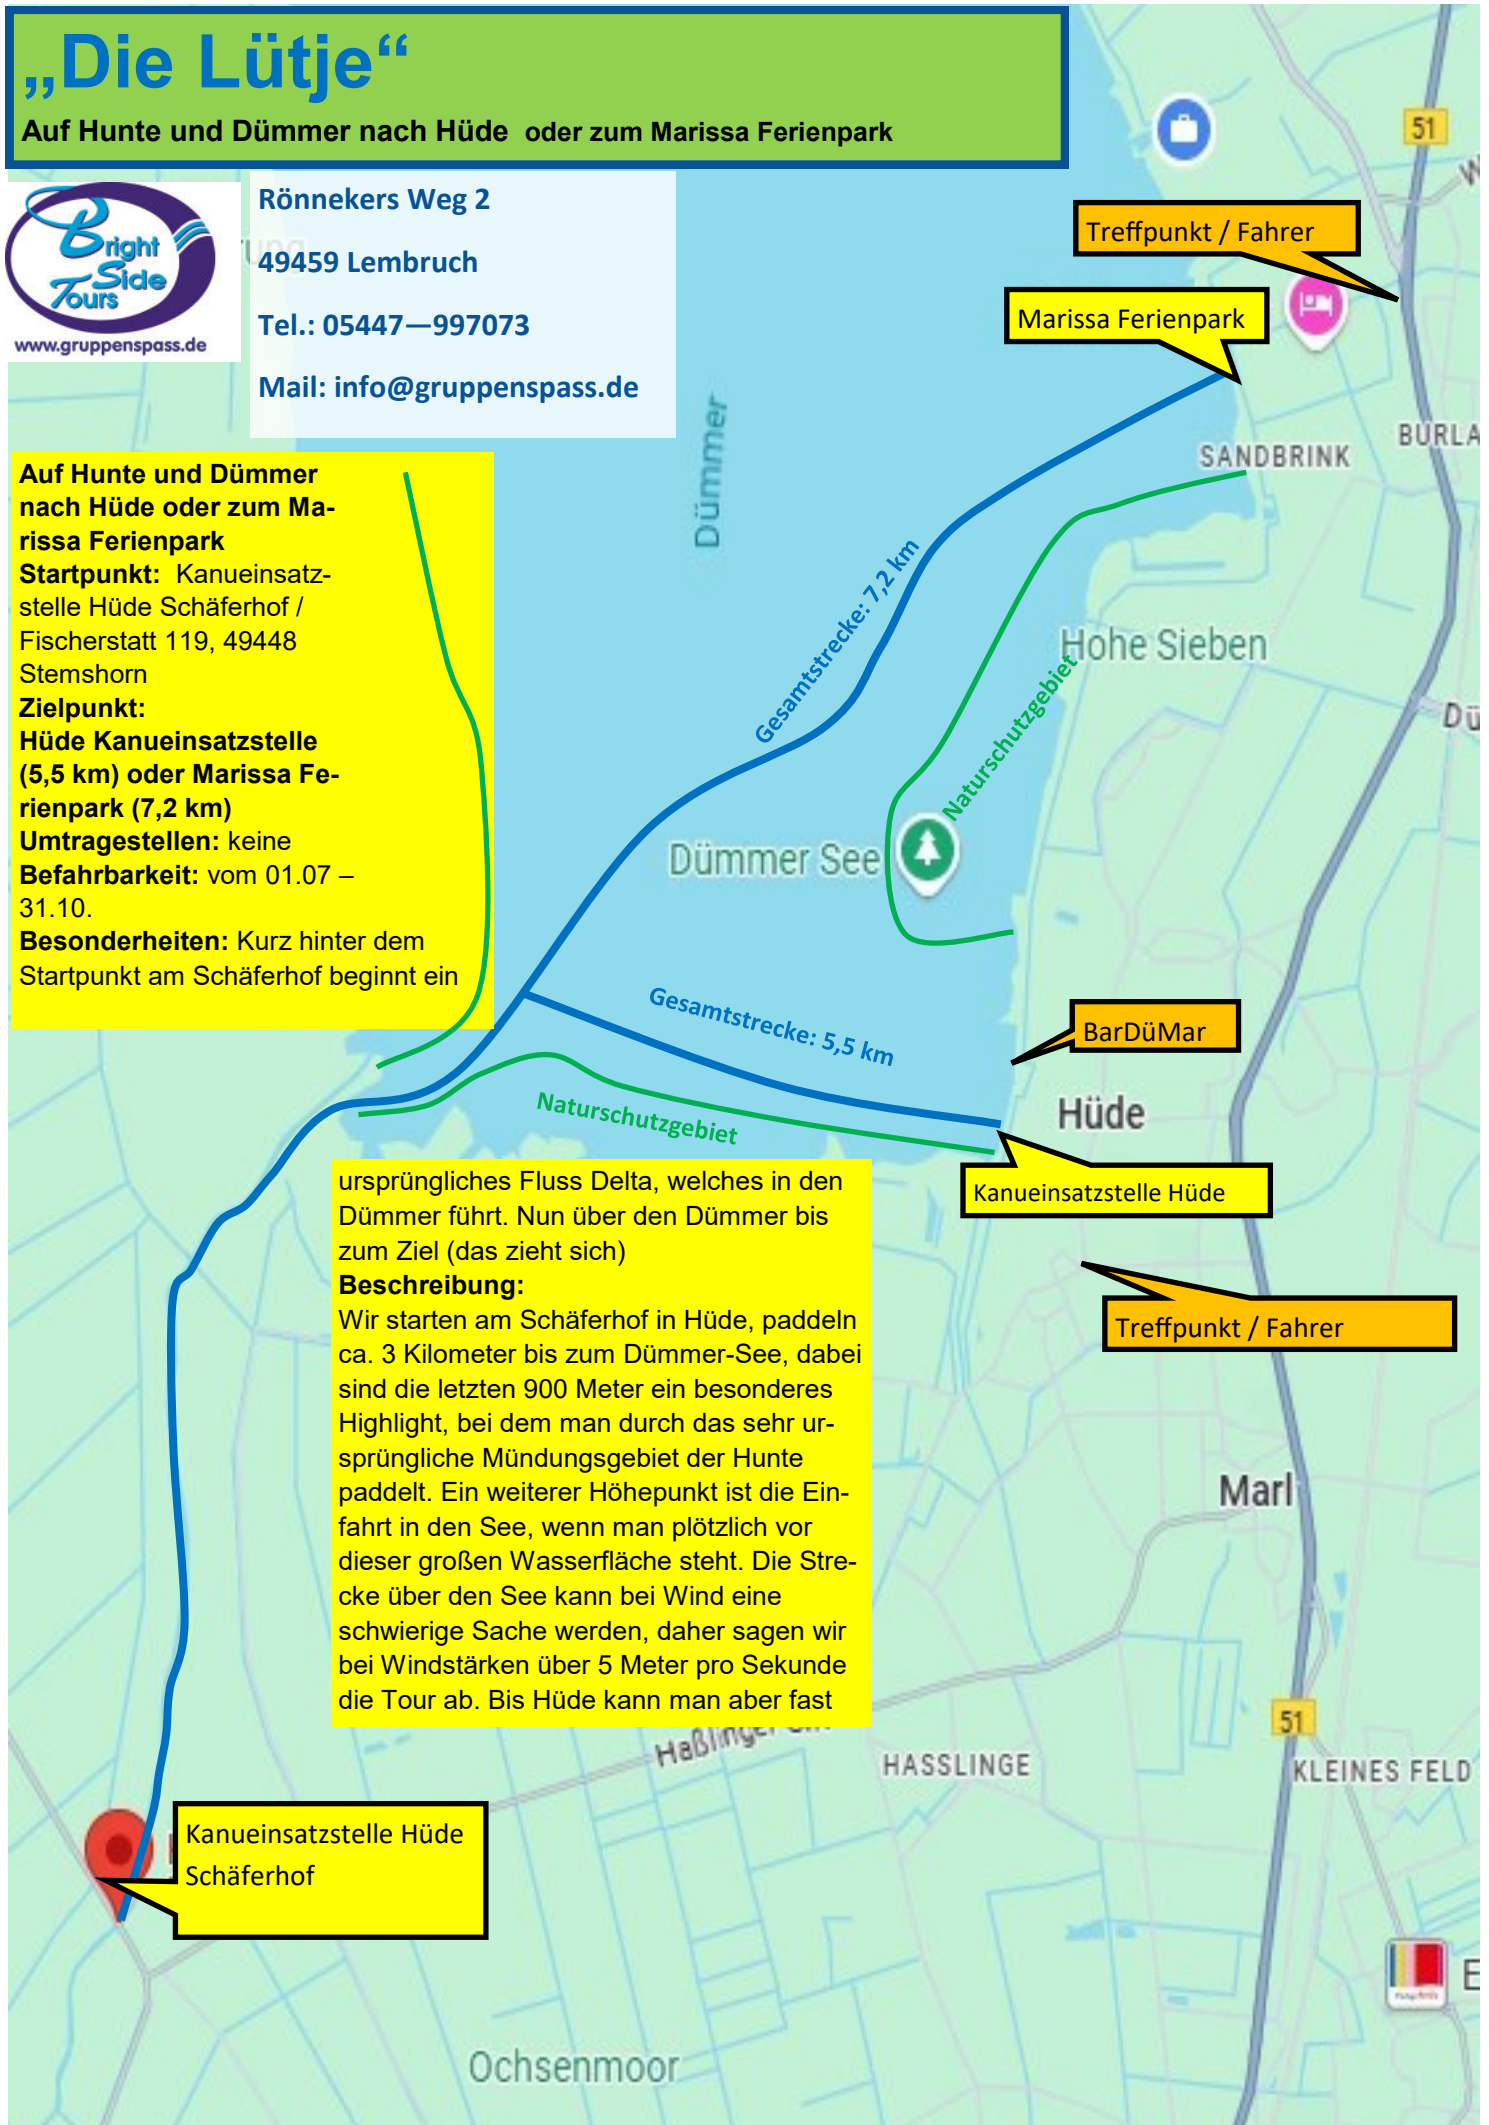 „Die Lütje“
Auf Hunte und Dümmer nach Hüde oder zum Marissa Ferienpark
Bright
Side
Tours
www.gruppenspass.de
Rönnekers Weg 2
49459 Lembruch
Tel.: 05447—997073
Mail: info@gruppenspass.de
51
Treffpunkt / Fahrer
Marissa Ferienpark
Dümmer
SANDBRINK
BURLA
Auf Hunte und Dümmer
nach Hüde oder zum Ma-
rissa Ferienpark
Startpunkt: Kanueinsatz-
stelle Hüde Schäferhof /
Fischerstatt 119, 49448
Stemshorn
Zielpunkt:
Hüde Kanueinsatzstelle
(5,5 km) oder Marissa Fe-
rienpark (7,2 km)
Umtragestellen: keine
Befahrbarkeit: vom 01.07 –
31.10.
Besonderheiten: Kurz hinter dem
Startpunkt am Schäferhof beginnt ein
Gesamtstrecke: 7,2 km
Hohe Sieben
Naturschutzgebiet
Dü
Dümmer See
Gesamtstrecke: 5,5 km
BarDüMar
Naturschutzgebiet
Hüde
Kanueinsatzstelle Hüde
Treffpunkt / Fahrer
ursprüngliches Fluss Delta, welches in den
Dümmer führt. Nun über den Dümmer bis
zum Ziel (das zieht sich)
Beschreibung:
Wir starten am Schäferhof in Hüde, paddeln
ca. 3 Kilometer bis zum Dümmer-See, dabei
sind die letzten 900 Meter ein besonderes
Highlight, bei dem man durch das sehr ur-
sprüngliche Mündungsgebiet der Hunte
paddelt. Ein weiterer Höhepunkt ist die Ein-
fahrt in den See, wenn man plötzlich vor
dieser großen Wasserfläche steht. Die Stre-
cke über den See kann bei Wind eine
schwierige Sache werden, daher sagen wir
bei Windstärken über 5 Meter pro Sekunde
die Tour ab. Bis Hüde kann man aber fast
Marl
51
HASSLINGE
KLEINES FELD
Kanueinsatzstelle Hüde
Schäferhof
E
Ochsenmoor